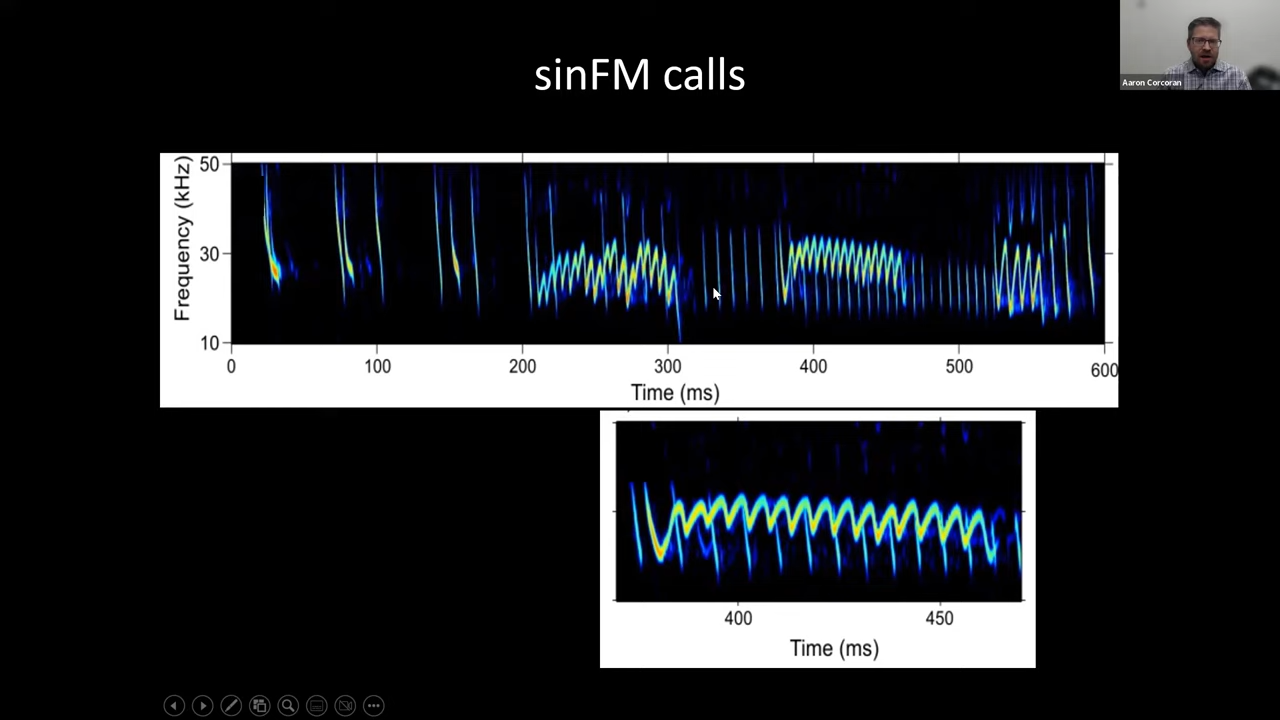 sinFM calls
Aaron Corcoran
Frequency (kHz)
50
30
10
0 100 200 300 400 500 600
Time (ms)
400 450
Time (ms)